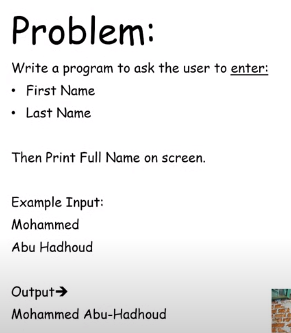 Problem:
Write a program to ask the user to enter:
• First Name
• Last Name
Then Print Full Name on screen.
Example Input:
Mohammed
Abu Hadhoud
Output➔
Mohammed Abu-Hadhoud